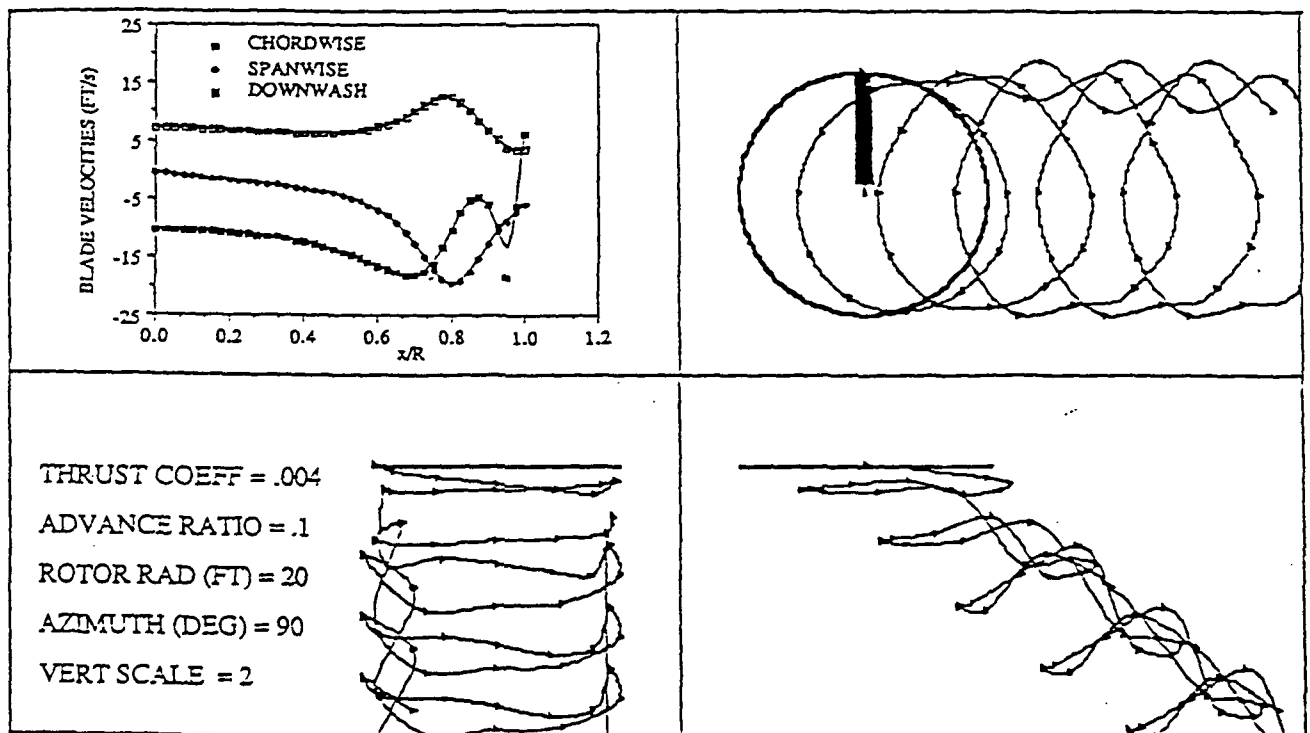 25
15
5
-5
-15
-25
BLADE VELOCITIES (FT/s)
CHORDWISE
SPANWISE
DOWNWASH
0.0 0.2 0.4 0.6 0.8 1.0 1.2
x/R
THRUST COEFF = .004
ADVANCE RATIO = .1
ROTOR RAD (FT) = 20
AZIMUTH (DEG) = 90
VERT SCALE = 2